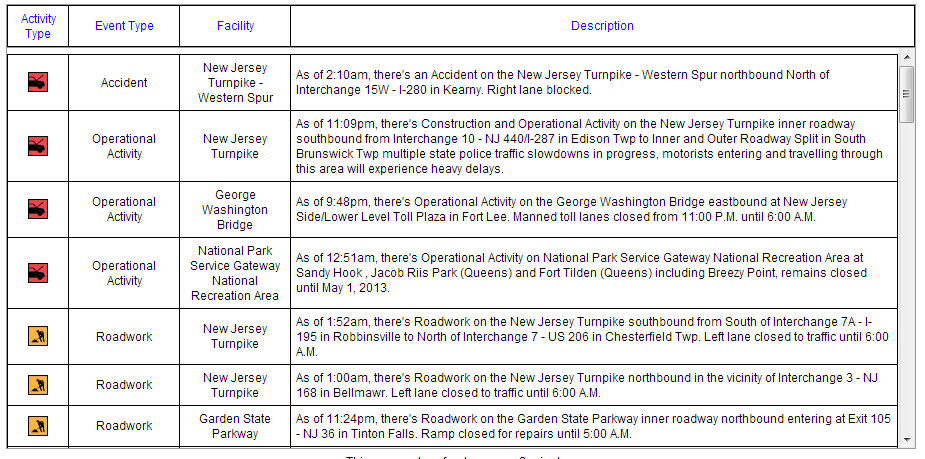 Activity Type Event Type Facility Description
Accident
New Jersey
Turnpike -
Western Spur
As of 2:10am, there's an Accident on the New Jersey Turnpike - Western Spur northbound North of
Interchange 15W - I-280 in Kearny. Right lane blocked.
Operational
Activity
New Jersey
Turnpike
As of 11:09pm, there's Construction and Operational Activity on the New Jersey Turnpike inner roadway
southbound from Interchange 10 - NJ 440/I-287 in Edison Twp to Inner and Outer Roadway Split in South
Brunswick Twp multiple state police traffic slowdowns in progress, motorists entering and travelling through
this area will experience heavy delays.
Operational
Activity
George
Washington
Bridge
As of 9:48pm, there's Operational Activity on the George Washington Bridge eastbound at New Jersey
Side/Lower Level Toll Plaza in Fort Lee. Manned toll lanes closed from 11:00 P.M. until 6:00 A.M.
Operational
Activity
National Park
Service Gateway
National
Recreation Area
As of 12:51am, there's Operational Activity on National Park Service Gateway National Recreation Area at
Sandy Hook , Jacob Riis Park (Queens) and Fort Tilden (Queens) including Breezy Point, remains closed
until May 1, 2013.
Roadwork
New Jersey
Turnpike
As of 1:52am, there's Roadwork on the New Jersey Turnpike southbound from South of Interchange 7A - I-
195 in Robbinsville to North of Interchange 7 - US 206 in Chesterfield Twp. Left lane closed to traffic until 6:00
A.M.
Roadwork
New Jersey
Turnpike
As of 1:00am, there's Roadwork on the New Jersey Turnpike northbound in the vicinity of Interchange 3 - NJ
168 in Bellmawr. Left lane closed to traffic until 6:00 A.M.
Roadwork
Garden State
Parkway
As of 11:24pm, there's Roadwork on the Garden State Parkway inner roadway northbound entering at Exit 105
- NJ 36 in Tinton Falls. Ramp closed for repairs until 5:00 A.M.